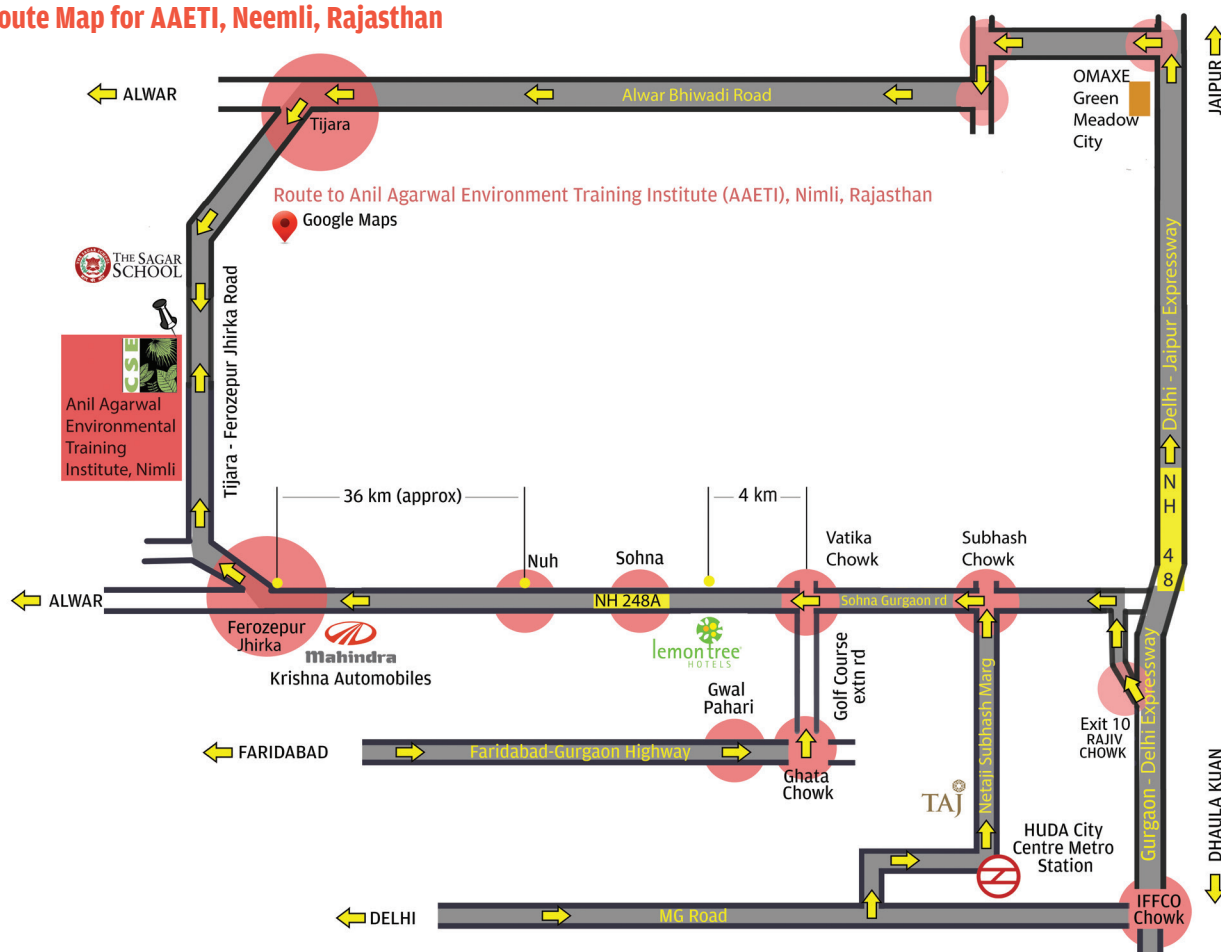 oute Map for AAETI, Neemli, Rajasthan
ALWAR
Tijara
Alwar Bhiwadi Road
OMAXE
Green
Meadow
City
JAIPUR
Route to Anil Agarwal Environment Training Institute (AAETI), Nimli, Rajasthan
Google Maps
THE SAGAR
SCHOOL
Tijara - Ferozepur Jhirka Road
CSE
Anil Agarwal
Environmental
Training
Institute, Nimli
Delhi - Jaipur Expressway
NH 48
36 km (approx)
4 km
Nuh
Sohna
Vatika
Chowk
Subhash
Chowk
ALWAR
NH 248A
Sohna Gurgaon rd
Ferozepur
Jhirka
Mahindra
Krishna Automobiles
lemon tree
HOTELS
Golf Course
extn rd
Netaji Subhash Marg
Exit 10
RAJIV
CHOWK
Gurgaon - Delhi Expressway
Gwal
Pahari
FARIDABAD
Faridabad-Gurgaon Highway
Ghata
Chowk
TAJ
HUDA City
Centre Metro
Station
DHAULA KUAN
DELHI
MG Road
IFFCO
Chowk